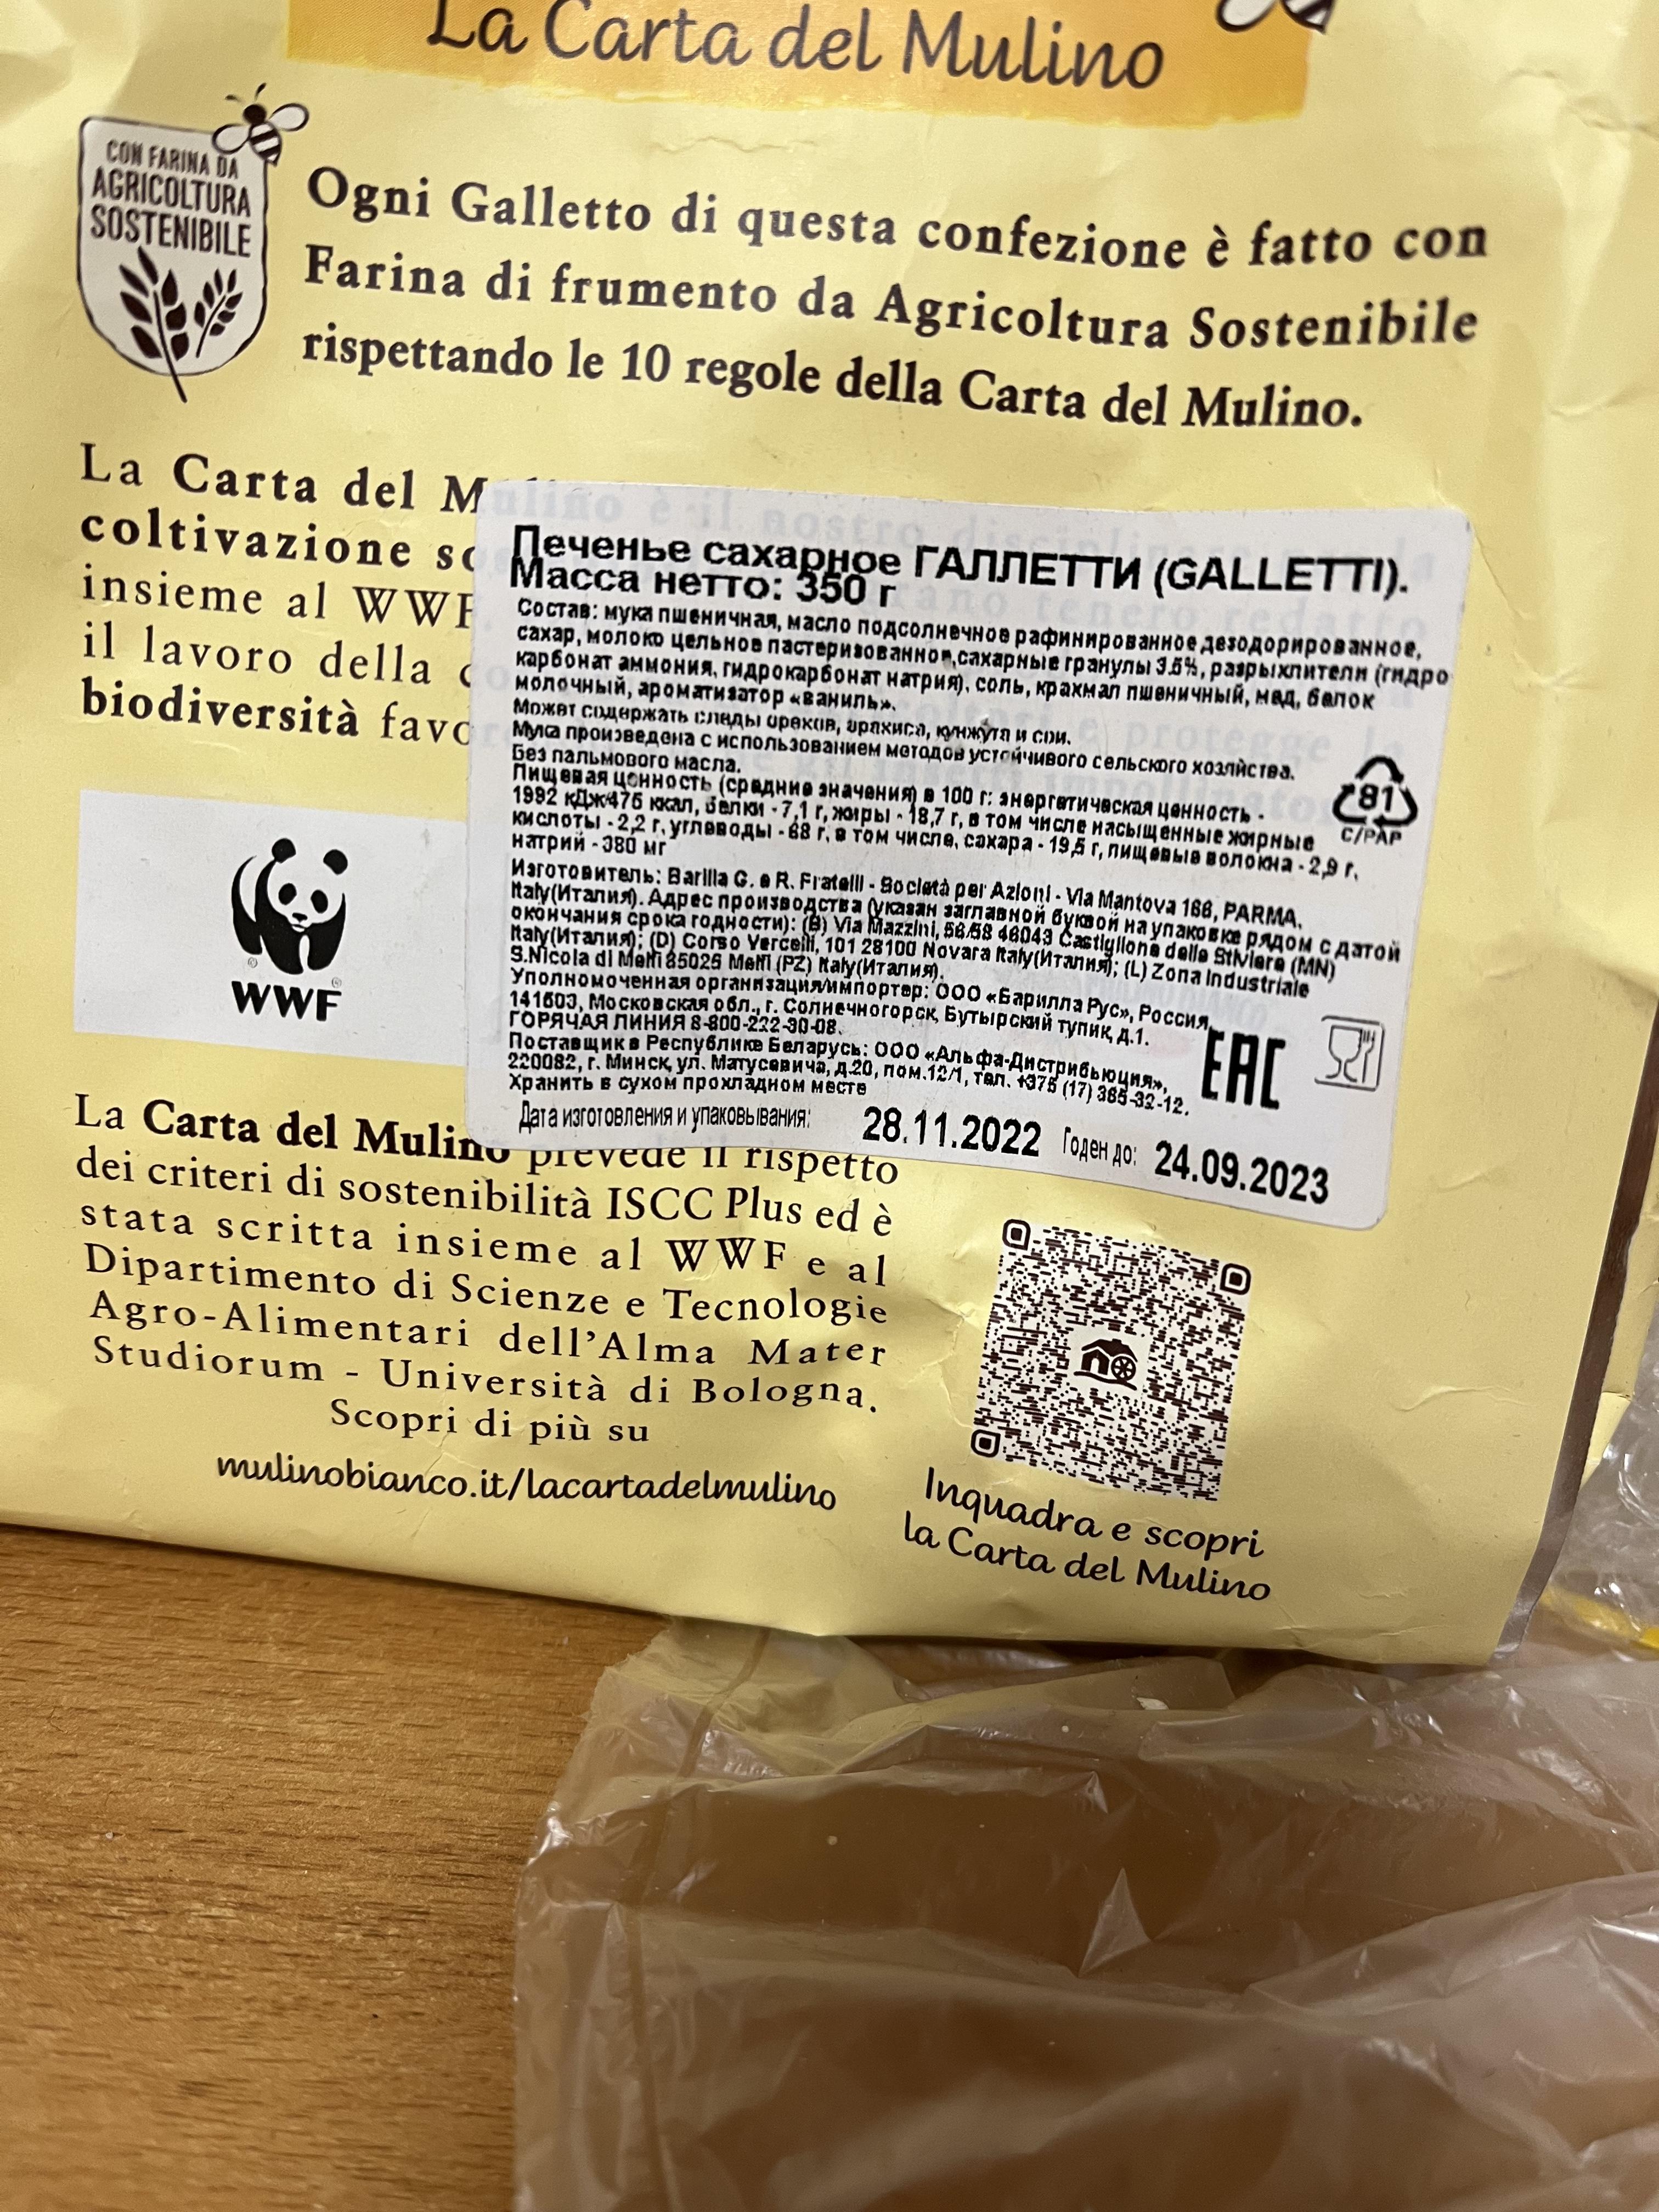 La Carta del Mulino
CON FARINA DA
AGRICOLTURA
SOSTENIBILE
Ogni Galletto di questa confezione è fatto con
Farina di frumento da Agricoltura Sostenibile
rispettando le 10 regole della Carta del Mulino.
La Carta del Mulino è il nostro
coltivazione
insieme al WWF
il lavoro della
biodiversità
WWF
Печенье сахарное ГАЛЛЕТТИ (GALLETTI).
Масса нетто: 350 г
Состав: мука пшеничная, масло подсолнечное рафинированное дезодорированное,
сахар, молоко цельное пастеризованное, сахарные гранулы 3.5%, разрыхлители (гидро
карбонат аммония, гидрокарбонат натрия), соль, крахмал пшеничный, мед, белок
молочный, ароматизатор «ваниль».
Может содержать следы орехов, арахиса, кунжута и сои.
Мука произведена с использованием методов устойчивого сельского хозяйства.
Без пальмового масла.
Пищевая ценность (средние значения) в 100 г: энергетическая ценность -
1992 кДж/475 ккал, белки - 7,1 г, жиры - 18,7 г, в том числе насыщенные жирные
кислоты - 2,2 г, углеводы - 68 г, в том числе, сахара - 19,5 г, пищевые волокна - 2,9 г,
натрий - 380 мг
81
C/PAP
Изготовитель: Barilla G. e R. Fratelli - Società per Azioni - Via Mantova 166, PARMA,
Italy(Италия). Адрес производства (указан заглавной буквой на упаковке рядом с датой
окончания срока годности): (B) Via Mazzini, 56/58 46043 Castiglione delle Stiviere (MN)
Italy(Италия); (D) Corso Vercelli, 101 28100 Novara Italy(Италия); (L) Zona Industriale
S.Nicola di Melfi 85025 Melfi (PZ) Italy(Италия).
Уполномоченная организация/импортер: ООО «Барилла Рус», Россия,
141503, Московская обл., г. Солнечногорск, Бутырский тупик, д.1.
ГОРЯЧАЯ ЛИНИЯ 8-800-222-30-08.
Поставщик в Республике Беларусь: ООО «Альфа-Дистрибьюция»,
220082, г. Минск, ул. Матусевича, д.20, пом.12/1, тел. +375 (17) 365-32-12.
Хранить в сухом прохладном месте
EAC
Дата изготовления и упаковывания: 28.11.2022 Годен до: 24.09.2023
La Carta del Mulino prevede il rispetto
dei criteri di sostenibilità ISCC Plus ed è
stata scritta insieme al WWF e al
Dipartimento di Scienze e Tecnologie
Agro-Alimentari dell'Alma Mater
Studiorum - Università di Bologna.
Scopri di più su
mulinobianco.it/lacartadelmulino
Inquadra e scopri
la Carta del Mulino